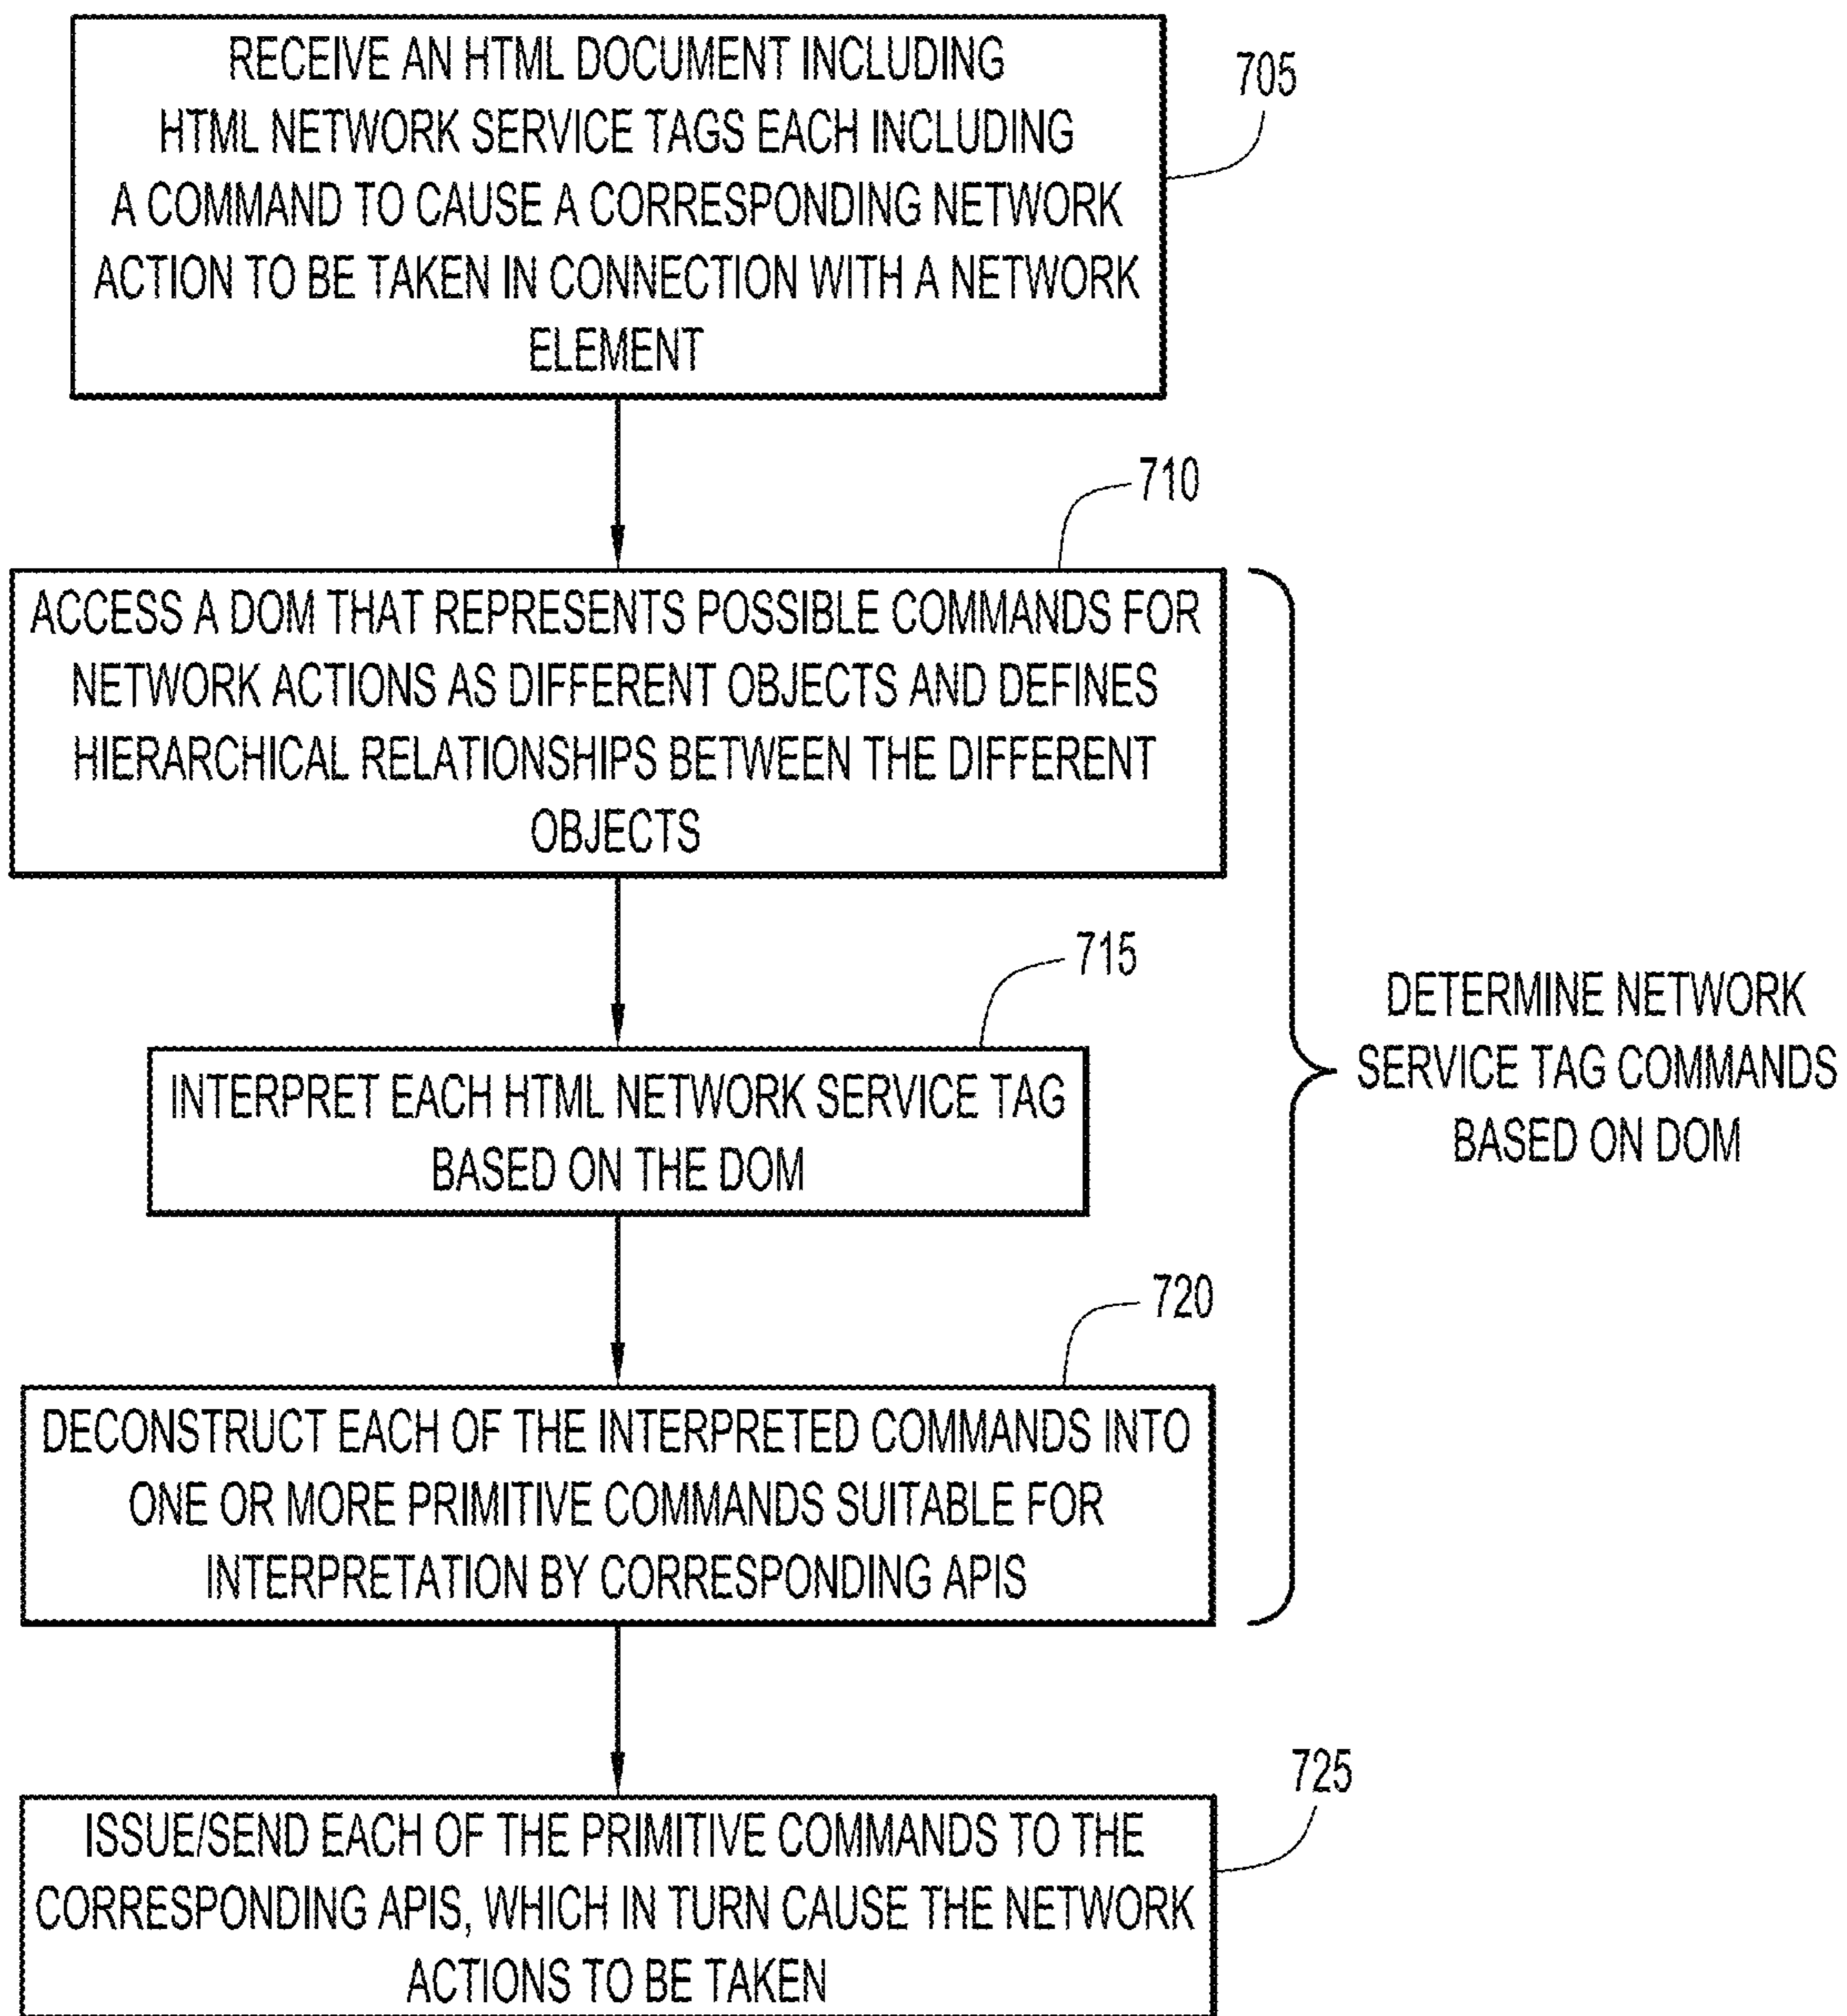 RECEIVE AN HTML DOCUMENT INCLUDING
HTML NETWORK SERVICE TAGS EACH INCLUDING
A COMMAND TO CAUSE A CORRESPONDING NETWORK
ACTION TO BE TAKEN IN CONNECTION WITH A NETWORK
ELEMENT
705
710
ACCESS A DOM THAT REPRESENTS POSSIBLE COMMANDS FOR
NETWORK ACTIONS AS DIFFERENT OBJECTS AND DEFINES
HIERARCHICAL RELATIONSHIPS BETWEEN THE DIFFERENT
OBJECTS
715
INTERPRET EACH HTML NETWORK SERVICE TAG
BASED ON THE DOM
DETERMINE NETWORK
SERVICE TAG COMMANDS
BASED ON DOM
720
DECONSTRUCT EACH OF THE INTERPRETED COMMANDS INTO
ONE OR MORE PRIMITIVE COMMANDS SUITABLE FOR
INTERPRETATION BY CORRESPONDING APIS
725
ISSUE/SEND EACH OF THE PRIMITIVE COMMANDS TO THE
CORRESPONDING APIS, WHICH IN TURN CAUSE THE NETWORK
ACTIONS TO BE TAKEN